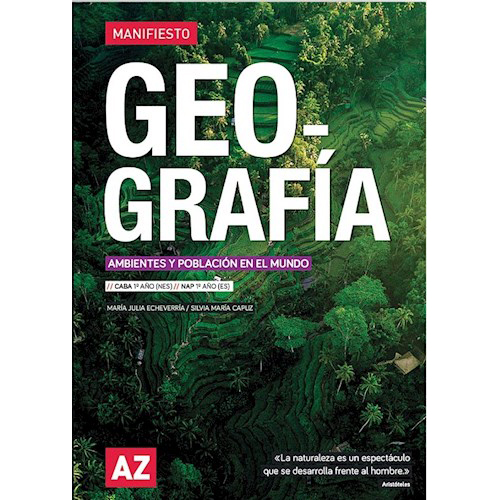 MANIFIESTO
GEO-
GRAFÍA
AMBIENTES Y POBLACIÓN EN EL MUNDO
// CABA 1º AÑO (NES) // NAP 1º AÑO (ES)
MARÍA JULIA ECHEVERRÍA / SILVIA MARÍA CAPUZ
«La naturaleza es un espectáculo
que se desarrolla frente al hombre.»
Aristóteles
AZ